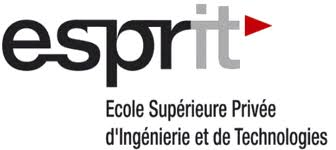 esprit
Ecole Supérieure Privée
d'Ingénierie et de Technologies